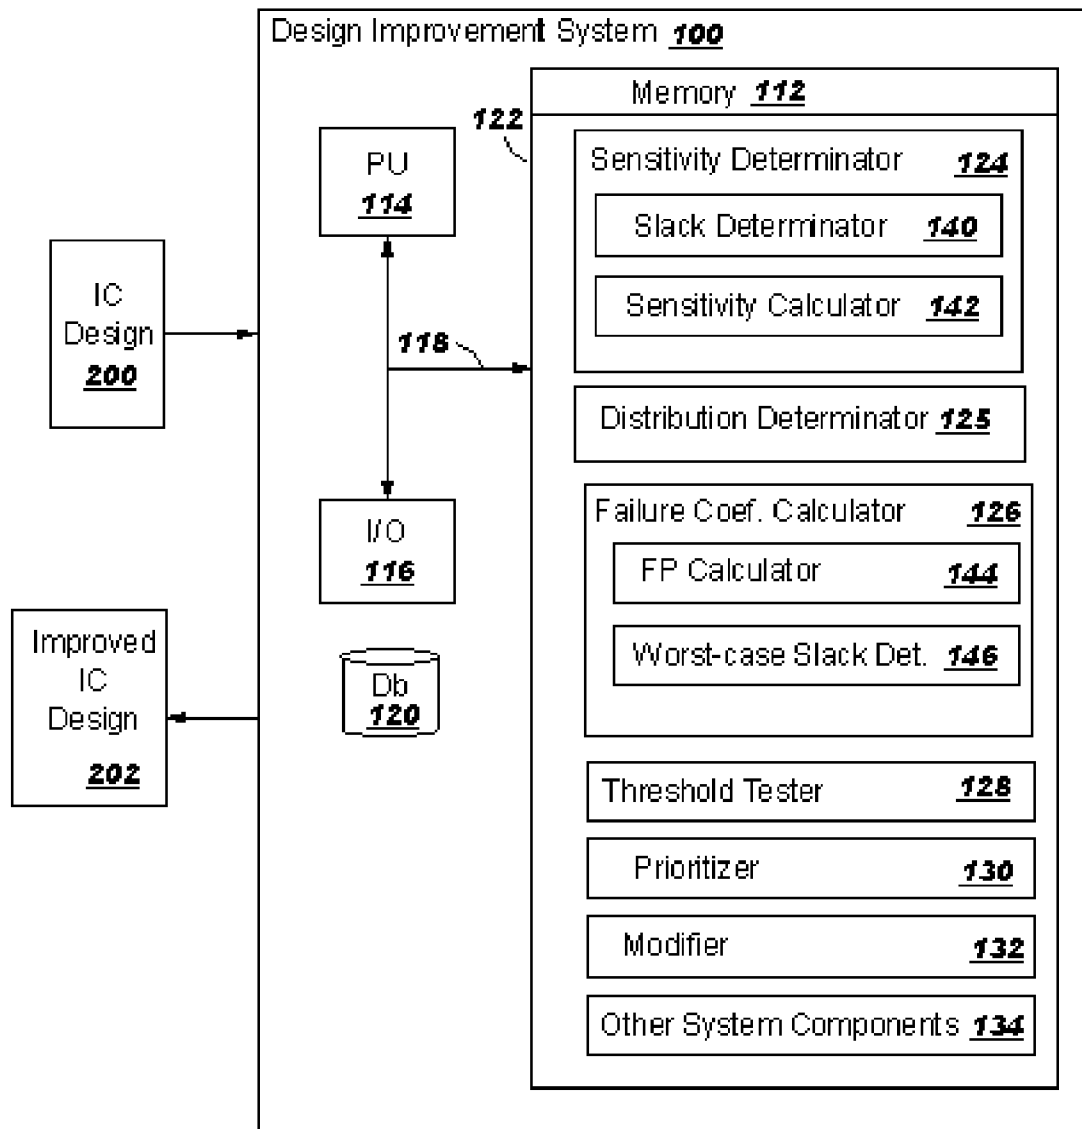 Design Improvement System 100
Memory 112
122
PU
114
Sensitivity Determinator 124
Slack Determinator 140
Sensitivity Calculator 142
IC
Design
200
118
Distribution Determinator 125
I/O
116
Failure Coef. Calculator 126
FP Calculator 144
Worst-case Slack Det. 146
Improved
IC
Design
202
Db
120
Threshold Tester 128
Prioritizer 130
Modifier 132
Other System Components 134